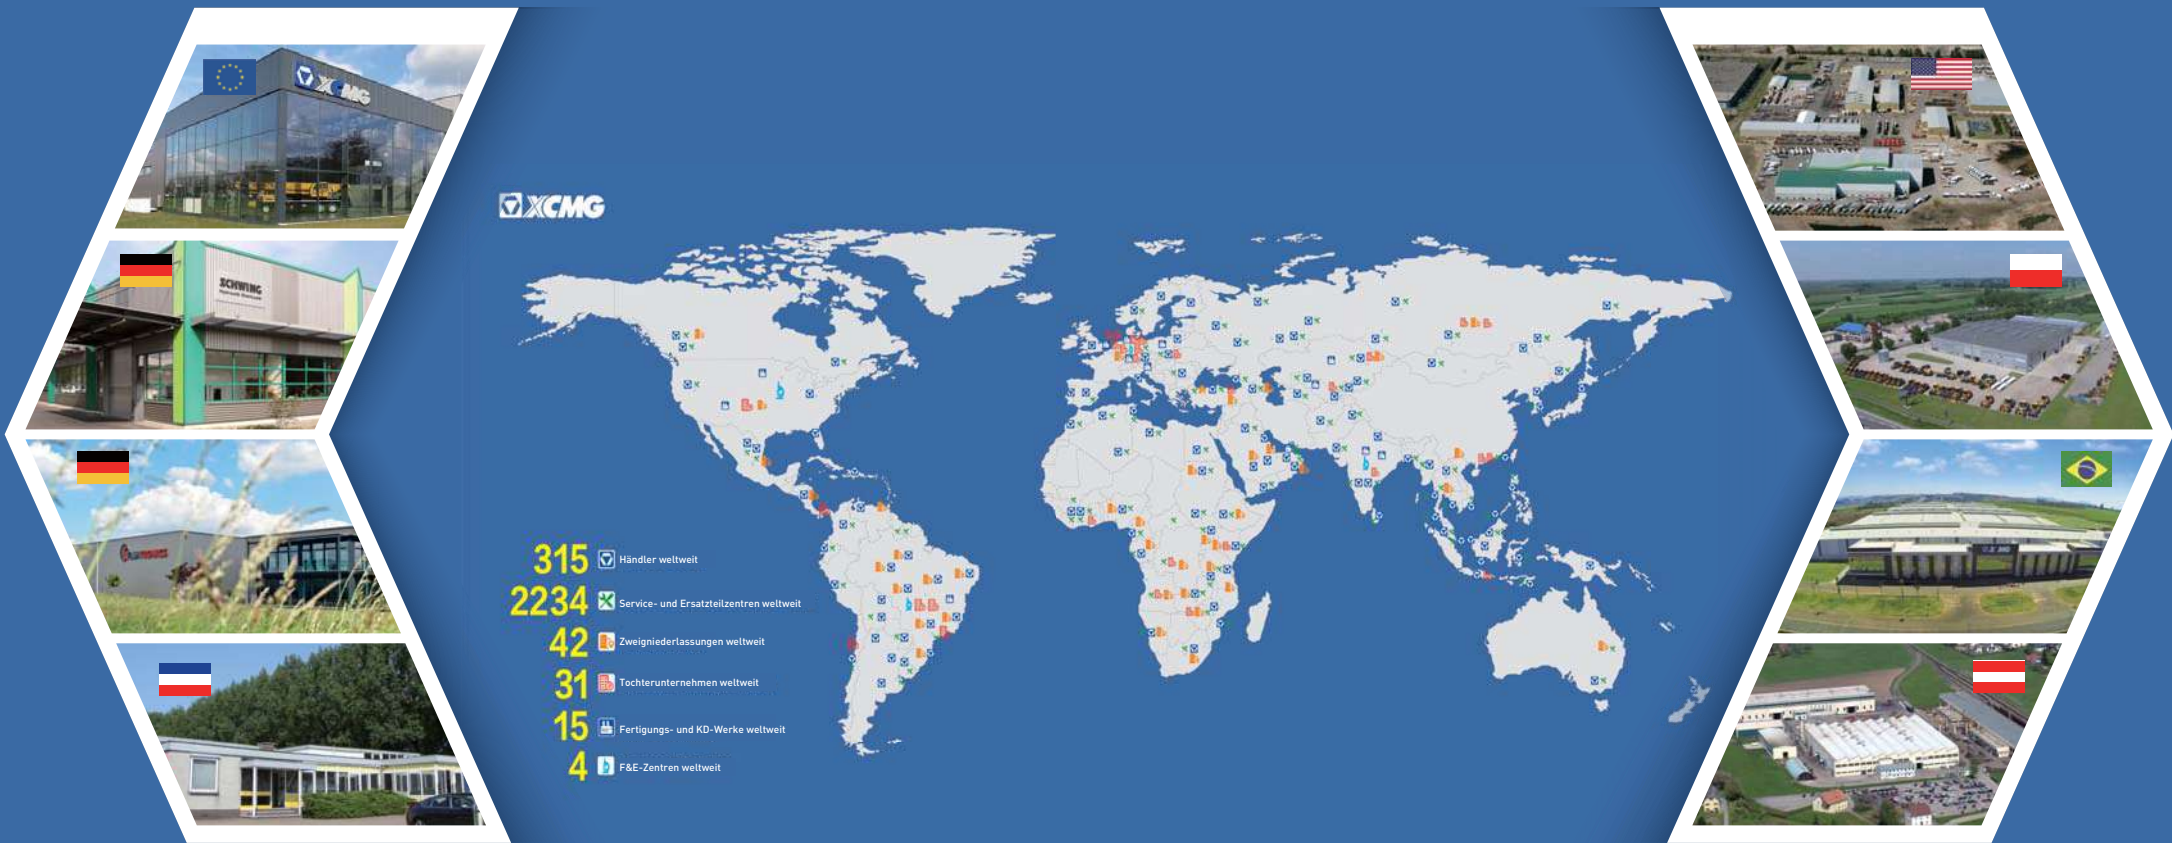 XCMG
SCHWING
XCMG
315 Händler weltweit
2234 Service- und Ersatzteilzentren weltweit
42 Zweigniederlassungen weltweit
31 Tochterunternehmen weltweit
15 Fertigungs- und KD-Werke weltweit
4 F&E-Zentren weltweit
XCMG